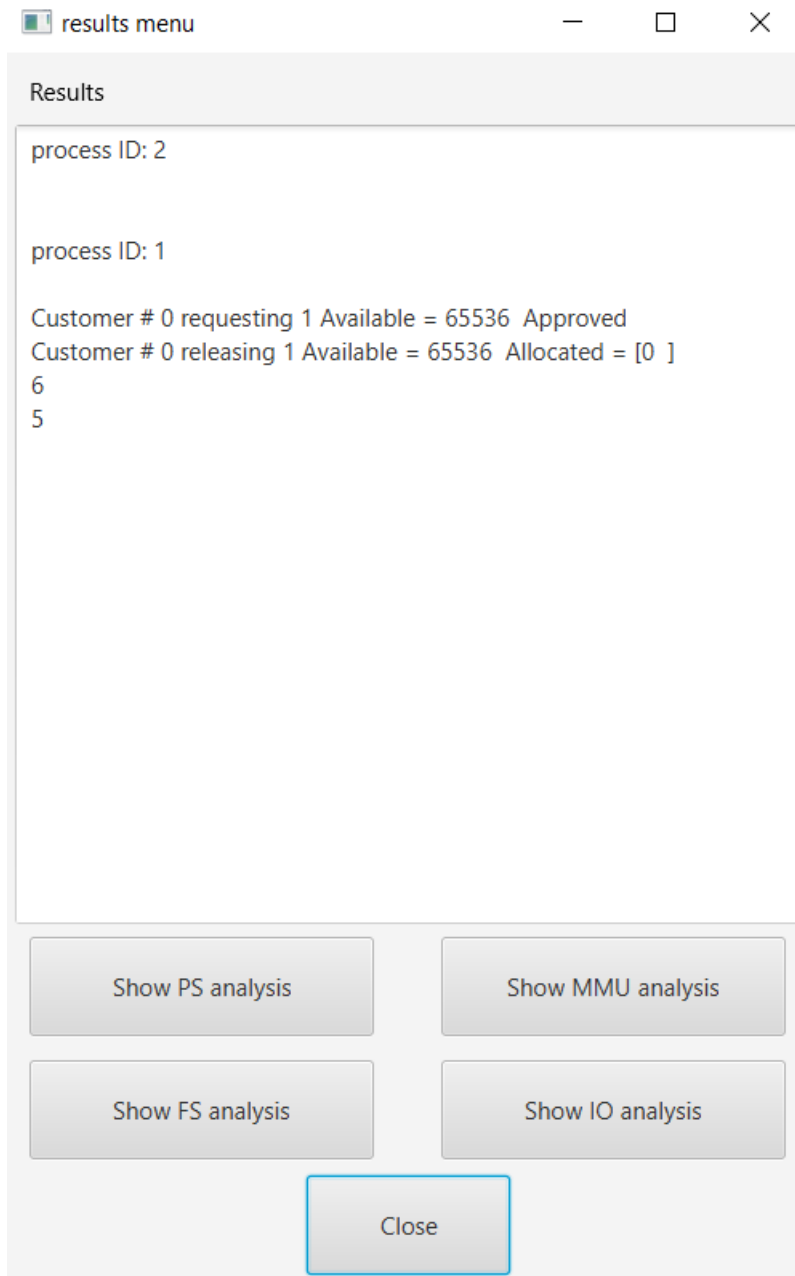 results menu
Results
process ID: 2
process ID: 1
Customer # 0 requesting 1 Available = 65536  Approved
Customer # 0 releasing 1 Available = 65536  Allocated = [0  ]
6
5
Show PS analysis
Show MMU analysis
Show FS analysis
Show IO analysis
Close